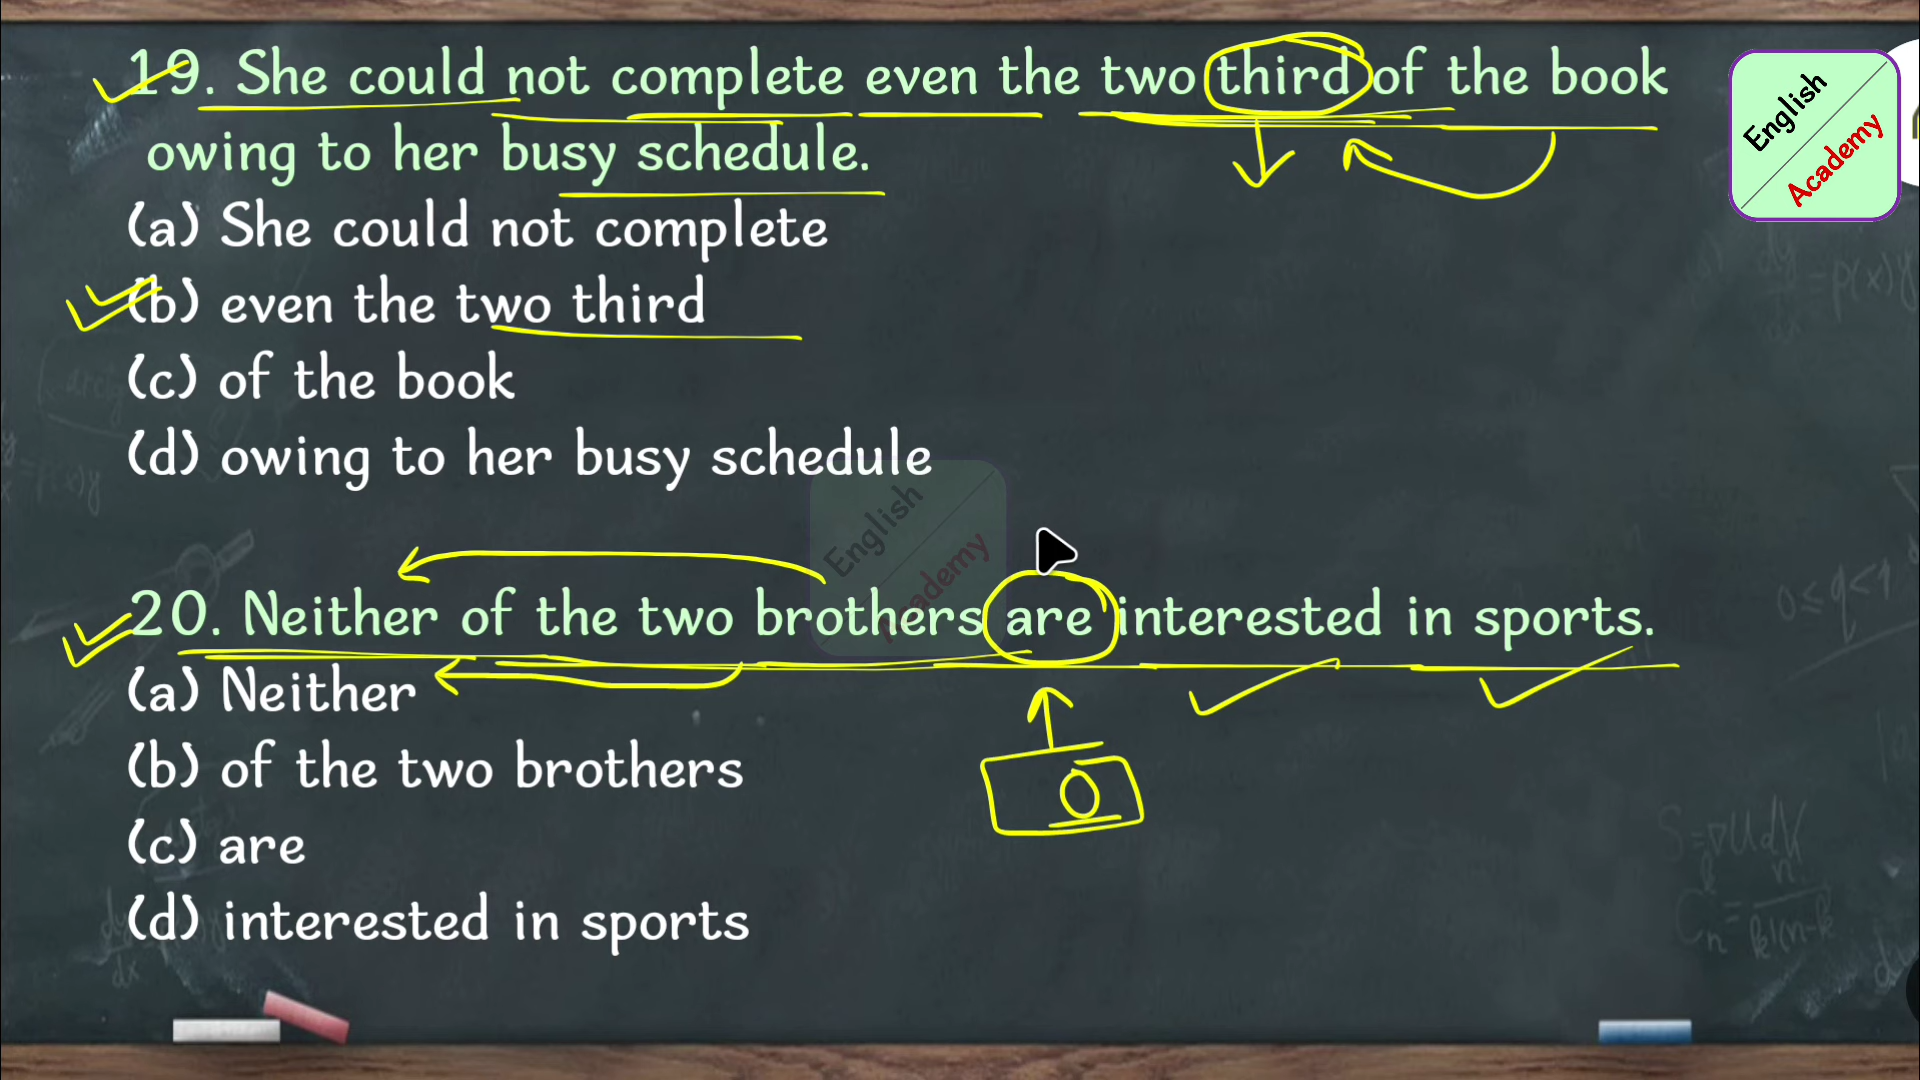 19. She could not complete even the two third of the book
owing to her busy schedule.
(a) She could not complete
(b) even the two third
(c) of the book
(d) owing to her busy schedule
20. Neither of the two brothers are interested in sports.
(a) Neither
(b) of the two brothers
(c) are
(d) interested in sports
English
Academy
English
Academy